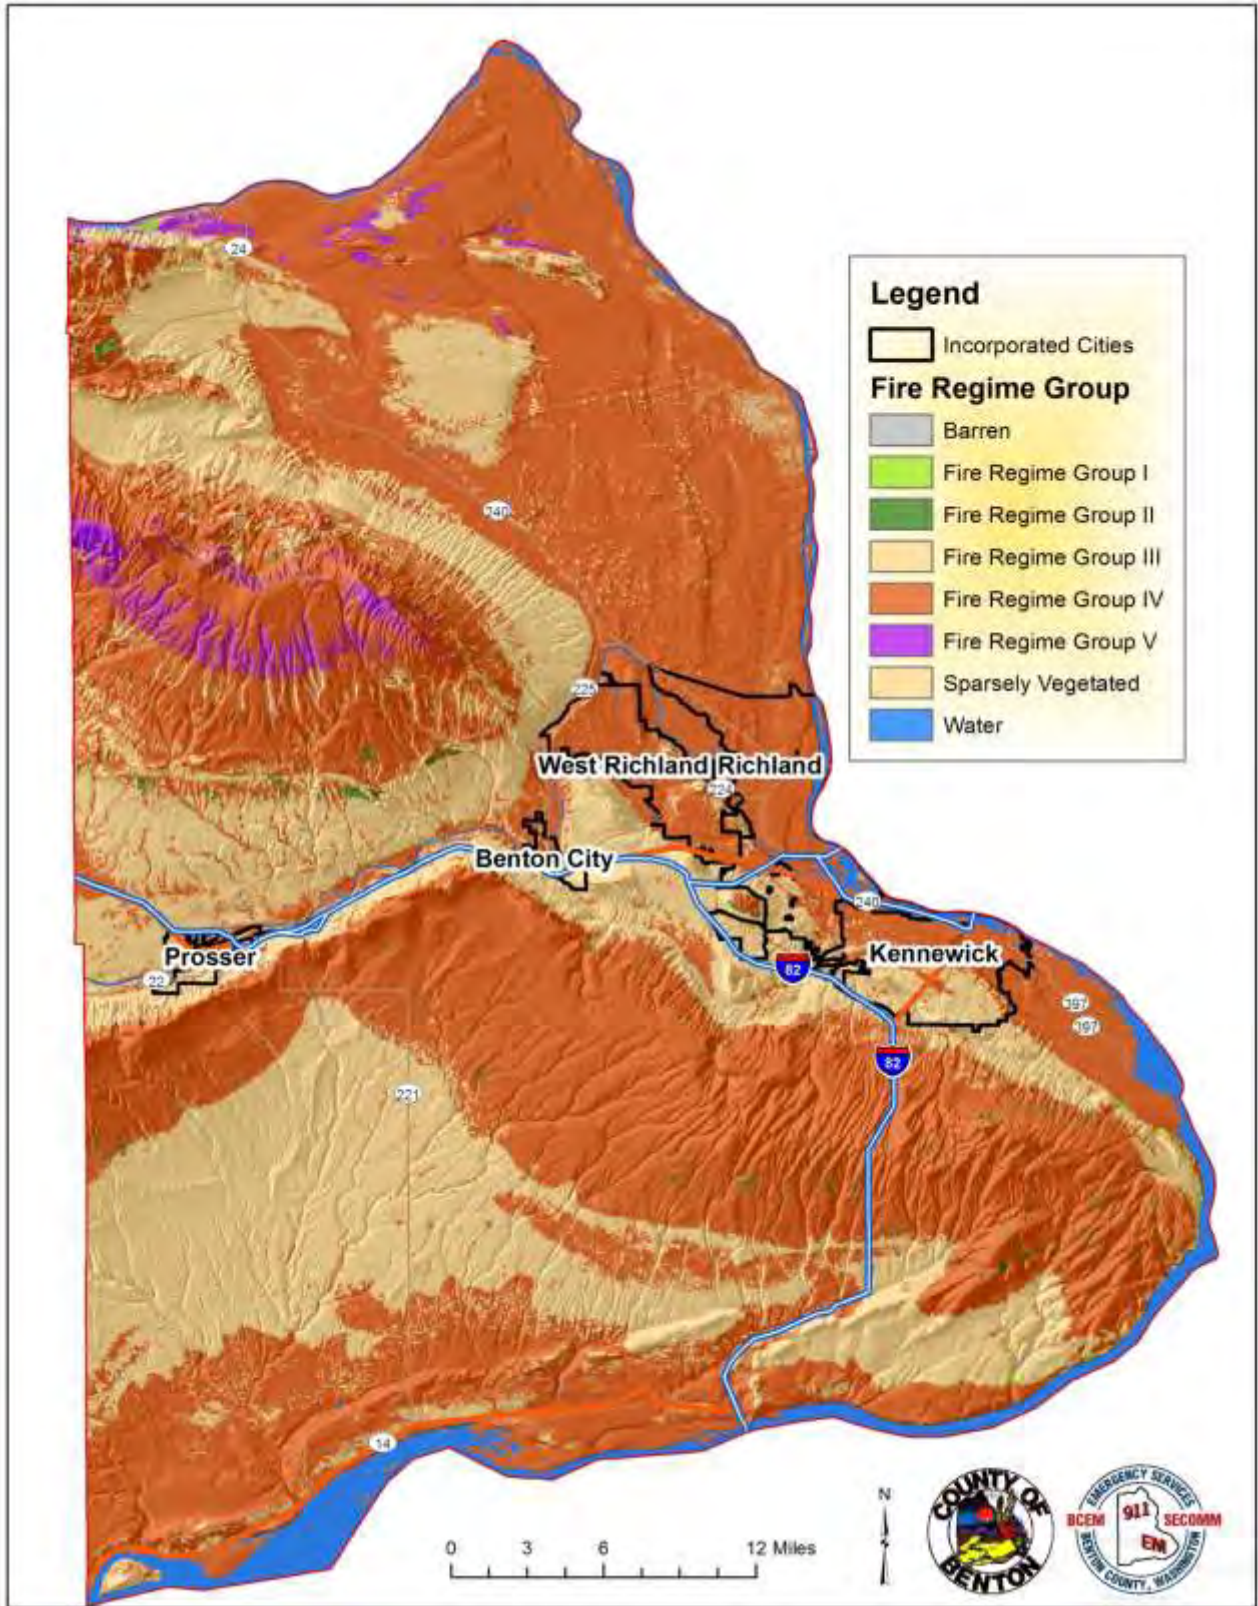 24
240
225
West Richland
Richland
224
Benton City
240
Prosser
22
82
Kennewick
397
397
82
221
14
Legend
Incorporated Cities
Fire Regime Group
Barren
Fire Regime Group I
Fire Regime Group II
Fire Regime Group III
Fire Regime Group IV
Fire Regime Group V
Sparsely Vegetated
Water
0 3 6 12 Miles
N
COUNTY OF
BENTON
EMERGENCY SERVICES
BCEM 911 SECOMM
EM
BENTON COUNTY, WASHINGTON